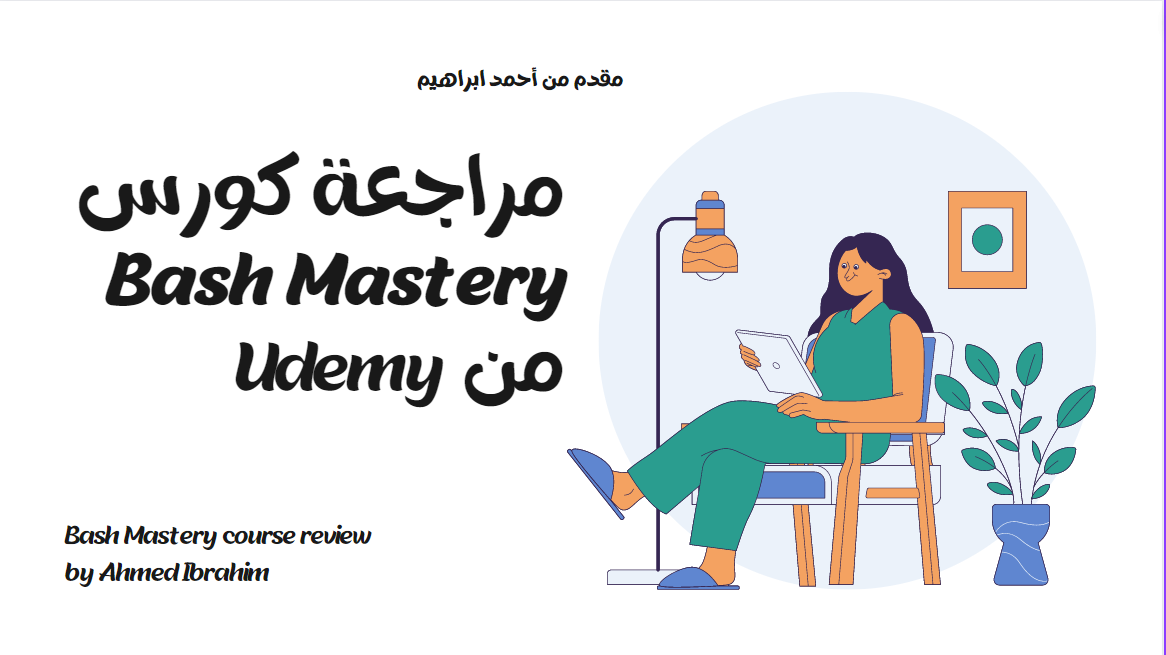 مقدم من أحمد ابراهيم
مراجعة كورس
Bash Mastery
من Udemy
Bash Mastery course review
by Ahmed Ibrahim